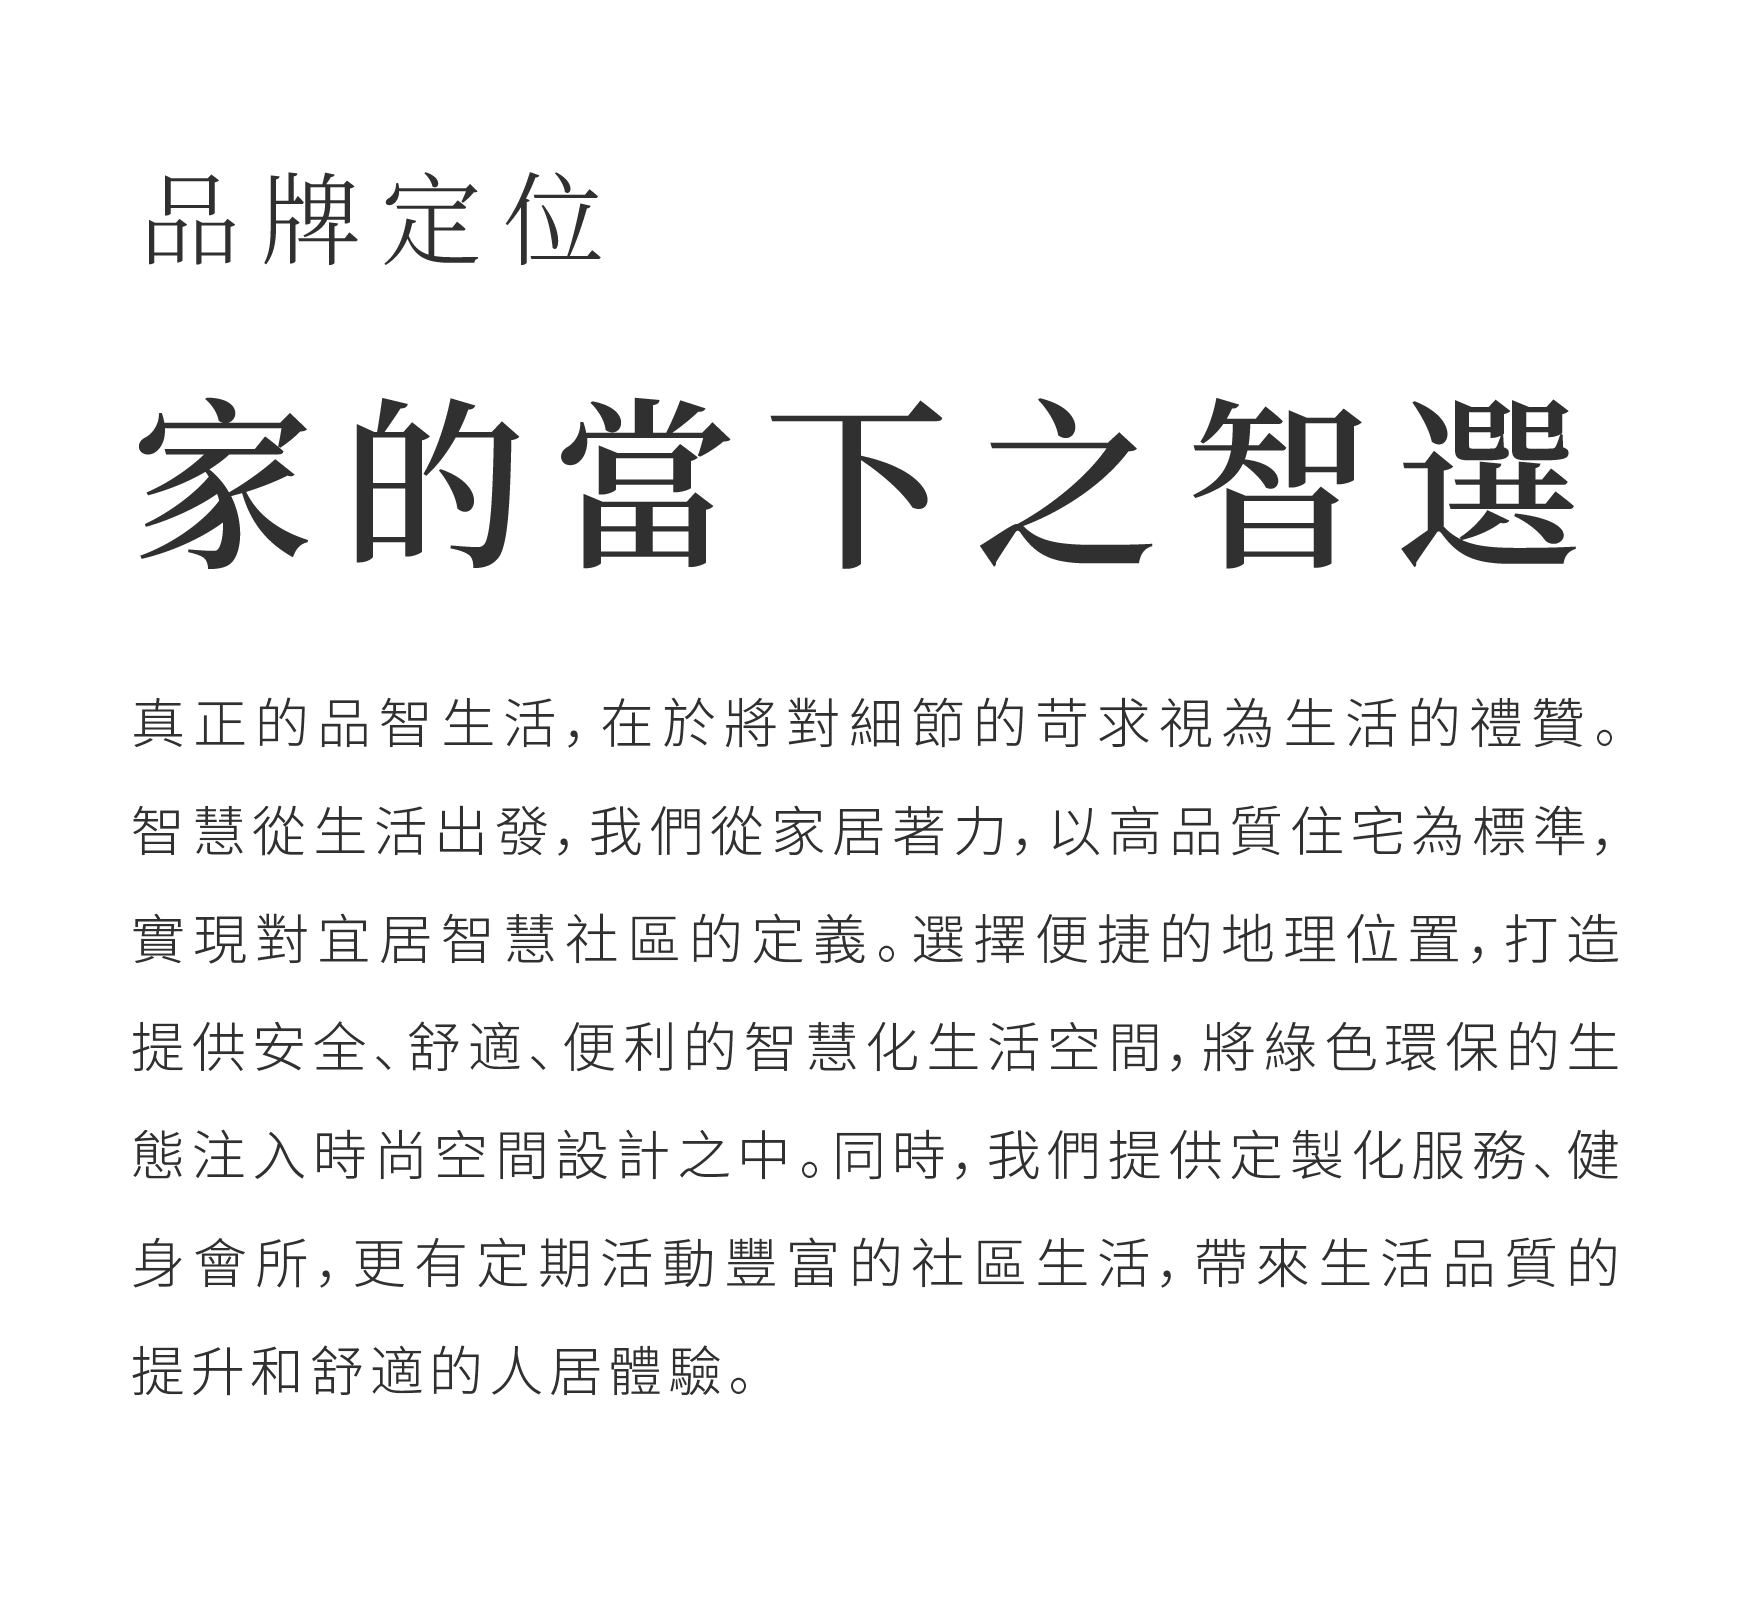 品牌定位
家的當下之智選
真正的品智生活，在於將對細節的苛求視為生活的禮贊。
智慧從生活出發，我們從家居著力，以高品質住宅為標準，
實現對宜居智慧社區的定義。選擇便捷的地理位置，打造
提供安全、舒適、便利的智慧化生活空間，將綠色環保的生
態注入時尚空間設計之中。同時，我們提供定製化服務、健
身會所，更有定期活動豐富的社區生活，帶來生活品質的
提升和舒適的人居體驗。